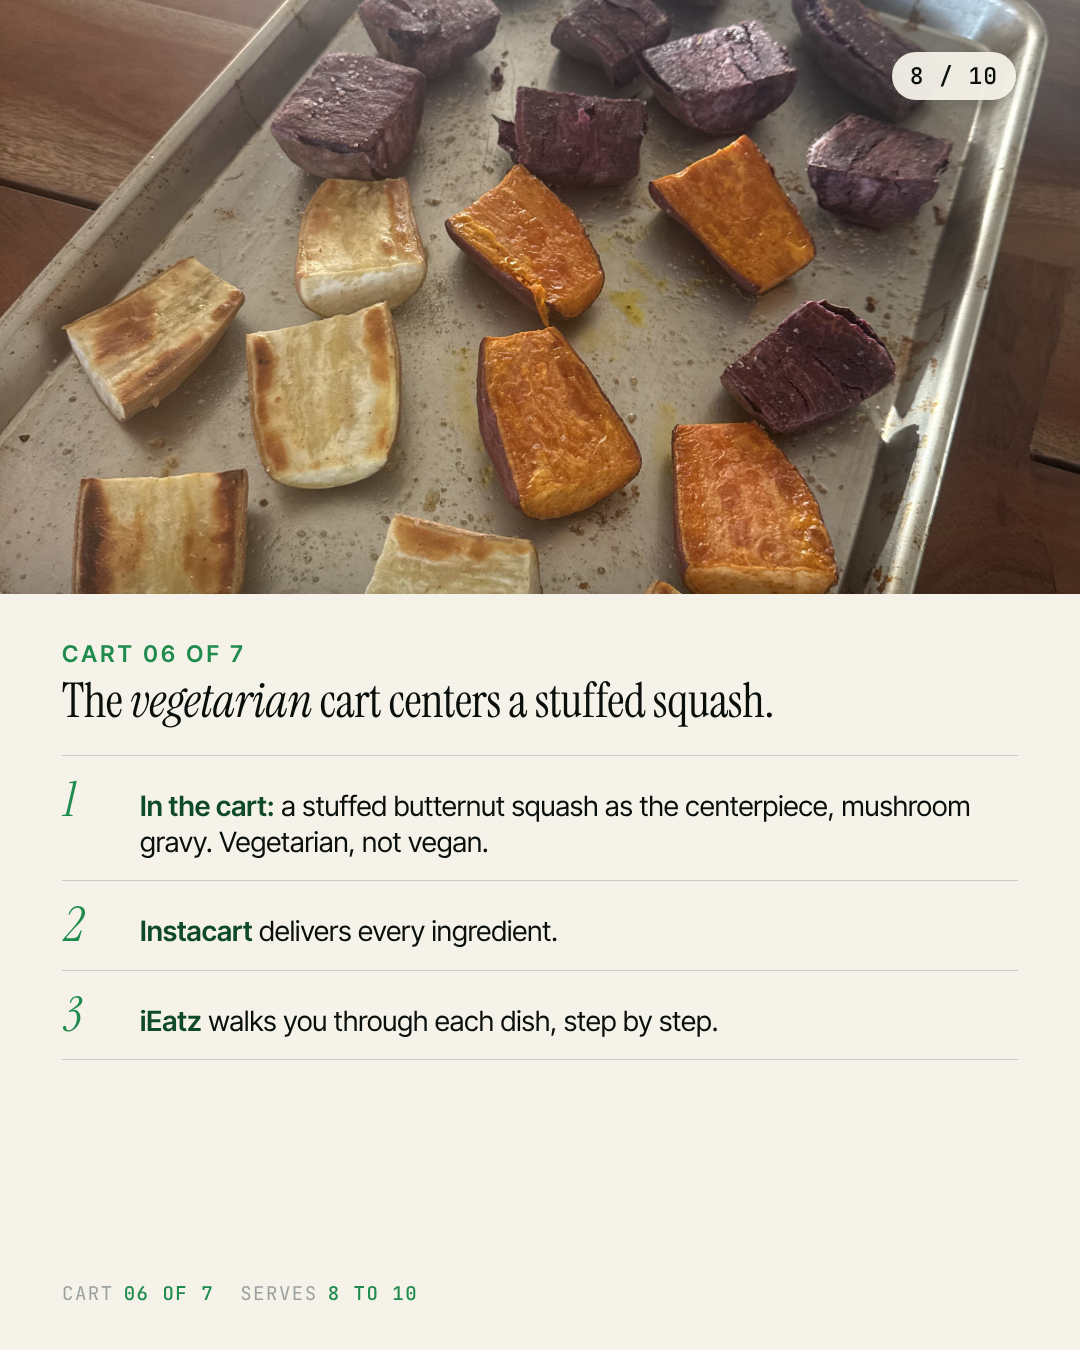 8 / 10
CART 06 OF 7
The vegetarian cart centers a stuffed squash.
1
In the cart: a stuffed butternut squash as the centerpiece, mushroom
gravy. Vegetarian, not vegan.
2
Instacart delivers every ingredient.
3
iEatz walks you through each dish, step by step.
CART 06 OF 7 SERVES 8 TO 10